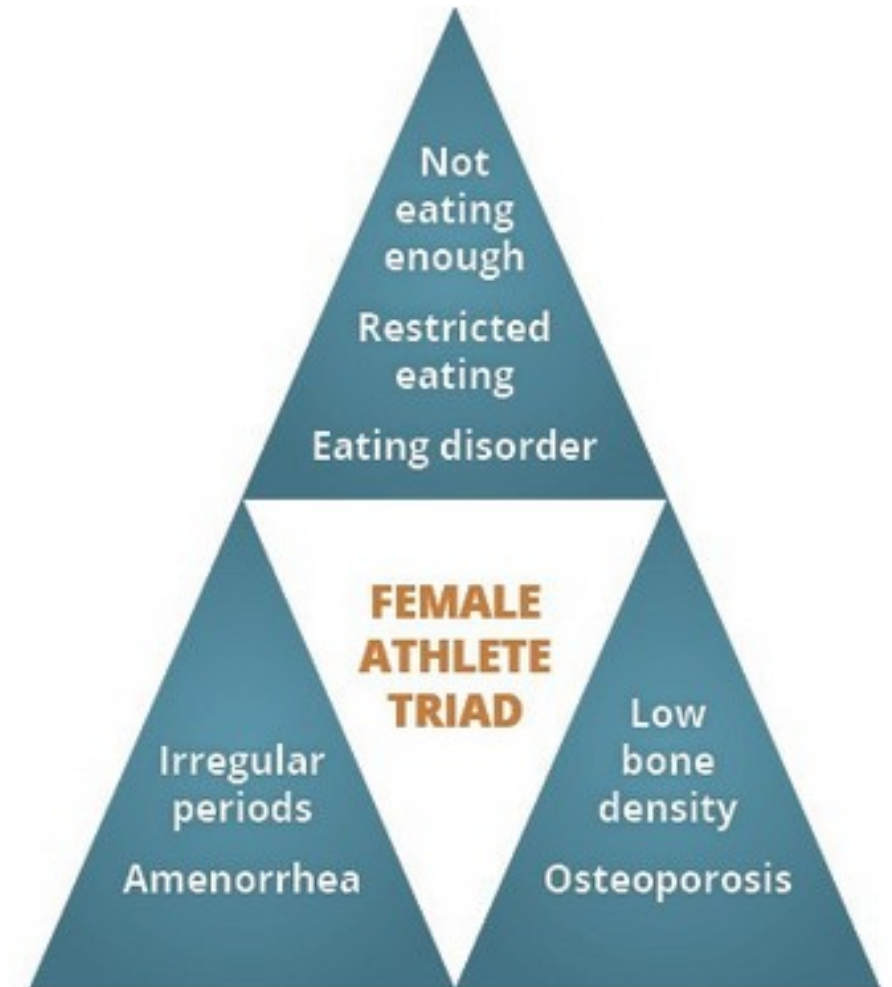 Not
eating
enough
Restricted
eating
Eating disorder
FEMALE
ATHLETE
TRIAD
Irregular
periods
Amenorrhea
Low
bone
density
Osteoporosis